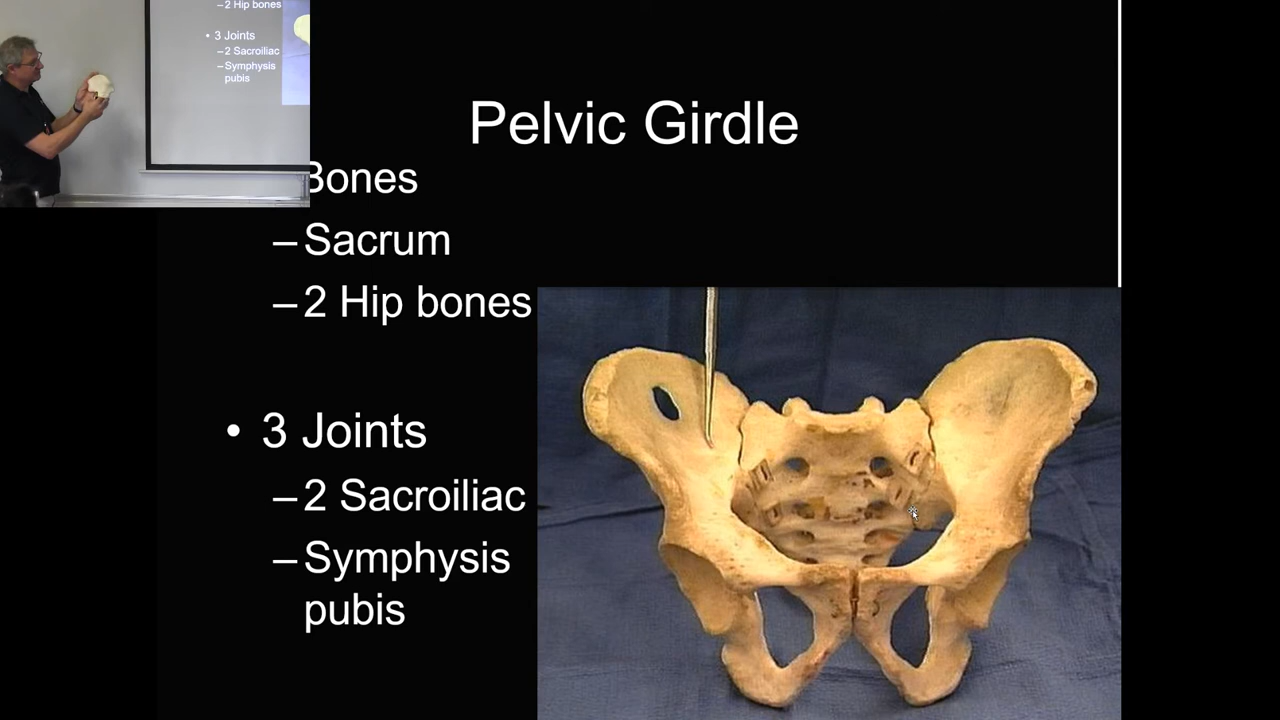 – 2 Hip bones
• 3 Joints
– 2 Sacroiliac
– Symphysis
pubis
Pelvic Girdle
Bones
– Sacrum
– 2 Hip bones
• 3 Joints
– 2 Sacroiliac
– Symphysis
pubis